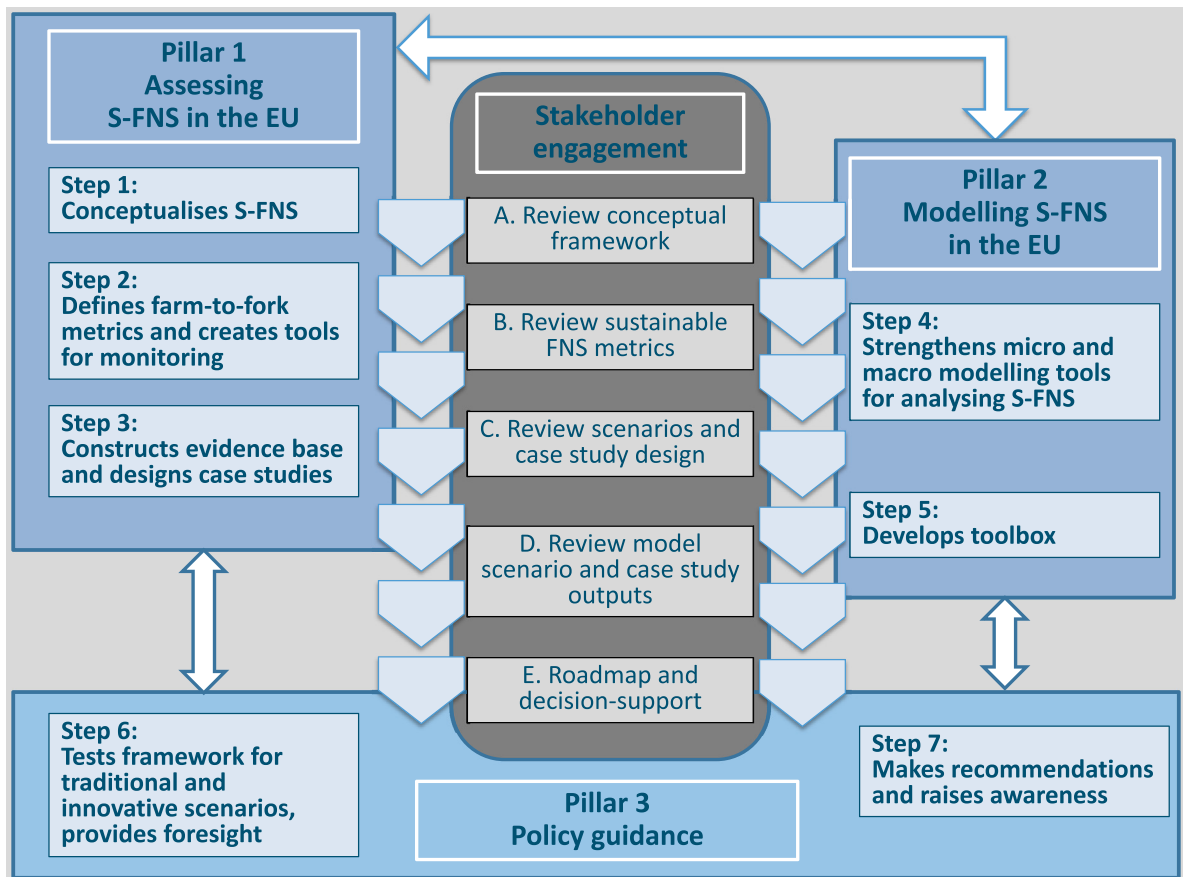 Pillar 1
Assessing
S-FNS in the EU
Step 1:
Conceptualises S-FNS
Step 2:
Defines farm-to-fork
metrics and creates tools
for monitoring
Step 3:
Constructs evidence base
and designs case studies
Stakeholder
engagement
A. Review conceptual
framework
B. Review sustainable
FNS metrics
C. Review scenarios and
case study design
D. Review model
scenario and case study
outputs
E. Roadmap and
decision-support
Pillar 2
Modelling S-FNS
in the EU
Step 4:
Strengthens micro and
macro modelling tools
for analysing S-FNS
Step 5:
Develops toolbox
Step 6:
Tests framework for
traditional and
innovative scenarios,
provides foresight
Pillar 3
Policy guidance
Step 7:
Makes recommendations
and raises awareness